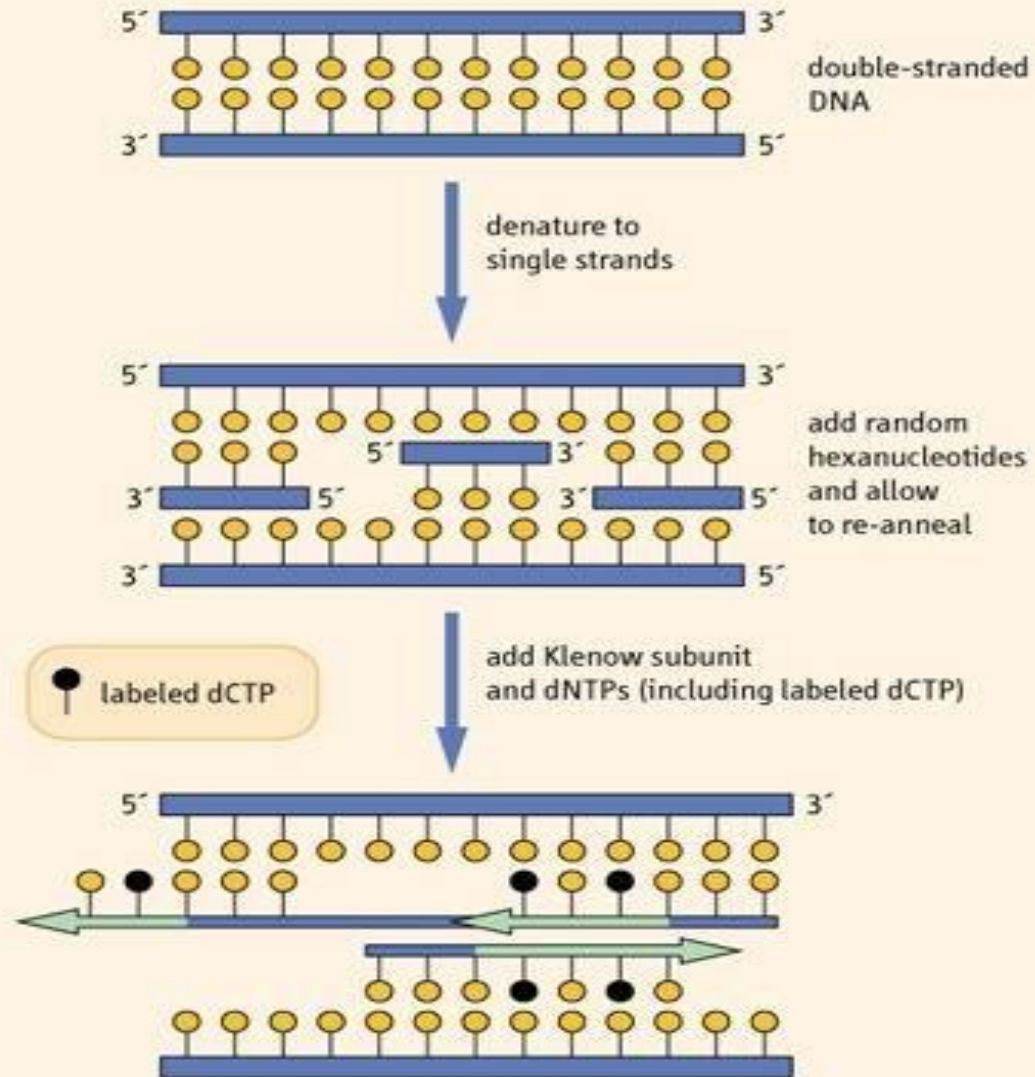 5´ 3´
double-stranded
DNA
3´ 5´
denature to
single strands
5´ 3´
add random
hexanucleotides
and allow
to re-anneal
5´ 3´
3´ 5´ 3´ 5´
3´ 5´
add Klenow subunit
and dNTPs (including labeled dCTP)
labeled dCTP
5´ 3´